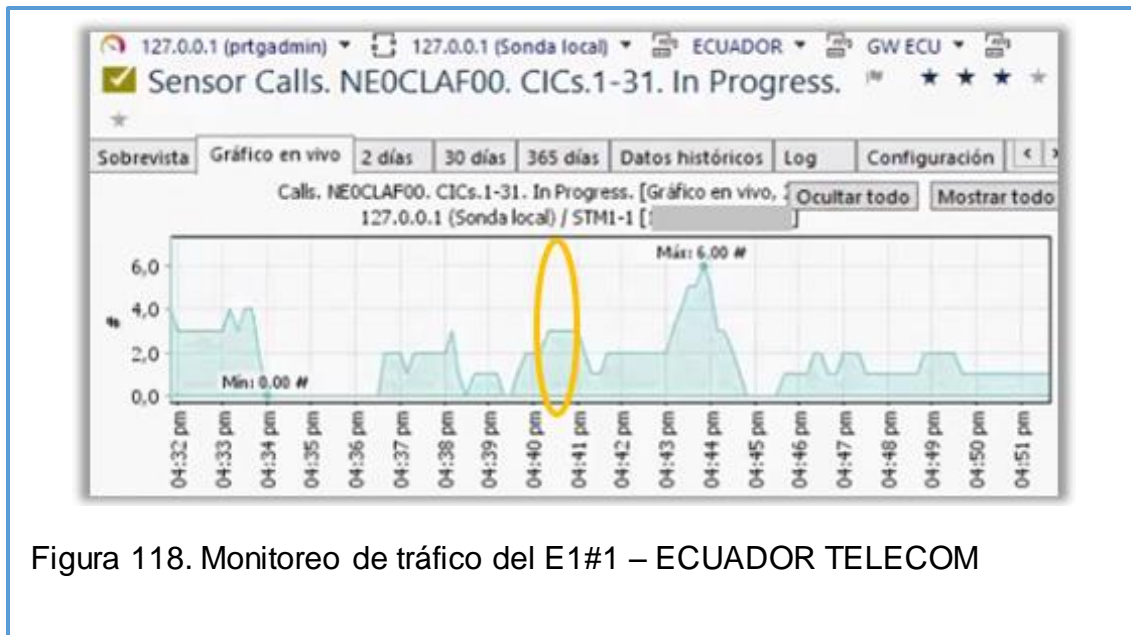 127.0.0.1 (prtgadmin) 127.0.0.1 (Sonda local) ECUADOR GW ECU
Sensor Calls. NE0CLAF00. CICs.1-31. In Progress.
Sobrevista Gráfico en vivo 2 días 30 días 365 días Datos históricos Log Configuración < >
Calls. NE0CLAF00. CICs.1-31. In Progress. [Gráfico en vivo, Ocultar todo Mostrar todo
127.0.0.1 (Sonda local) / STM1-1 [ ]
Máx: 6.00 #
6,0
4,0
#
2,0
Mín: 0.00 #
0,0
04:32 pm 04:33 pm 04:34 pm 04:35 pm 04:36 pm 04:37 pm 04:38 pm 04:39 pm 04:40 pm 04:41 pm 04:42 pm 04:43 pm 04:44 pm 04:45 pm 04:46 pm 04:47 pm 04:48 pm 04:49 pm 04:50 pm 04:51 pm
Figura 118. Monitoreo de tráfico del E1#1 – ECUADOR TELECOM